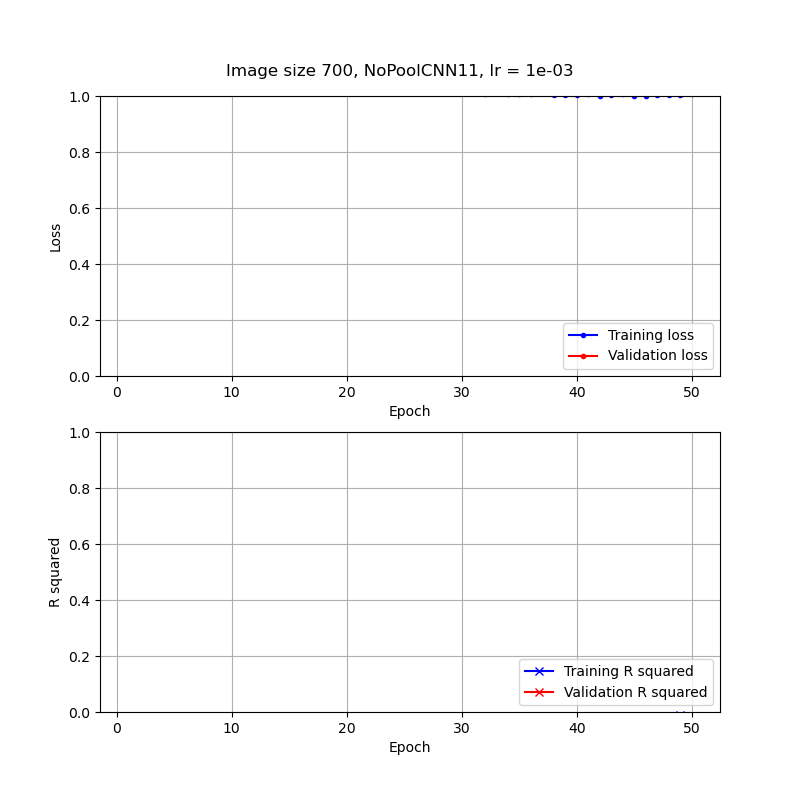 Image size 700, NoPoolCNN11, lr = 1e-03
1.0
0.8
0.6
0.4
0.2
0.0
Loss
Training loss
Validation loss
0 10 20 30 40 50
Epoch
1.0
0.8
0.6
0.4
0.2
0.0
R squared
Training R squared
Validation R squared
0 10 20 30 40 50
Epoch